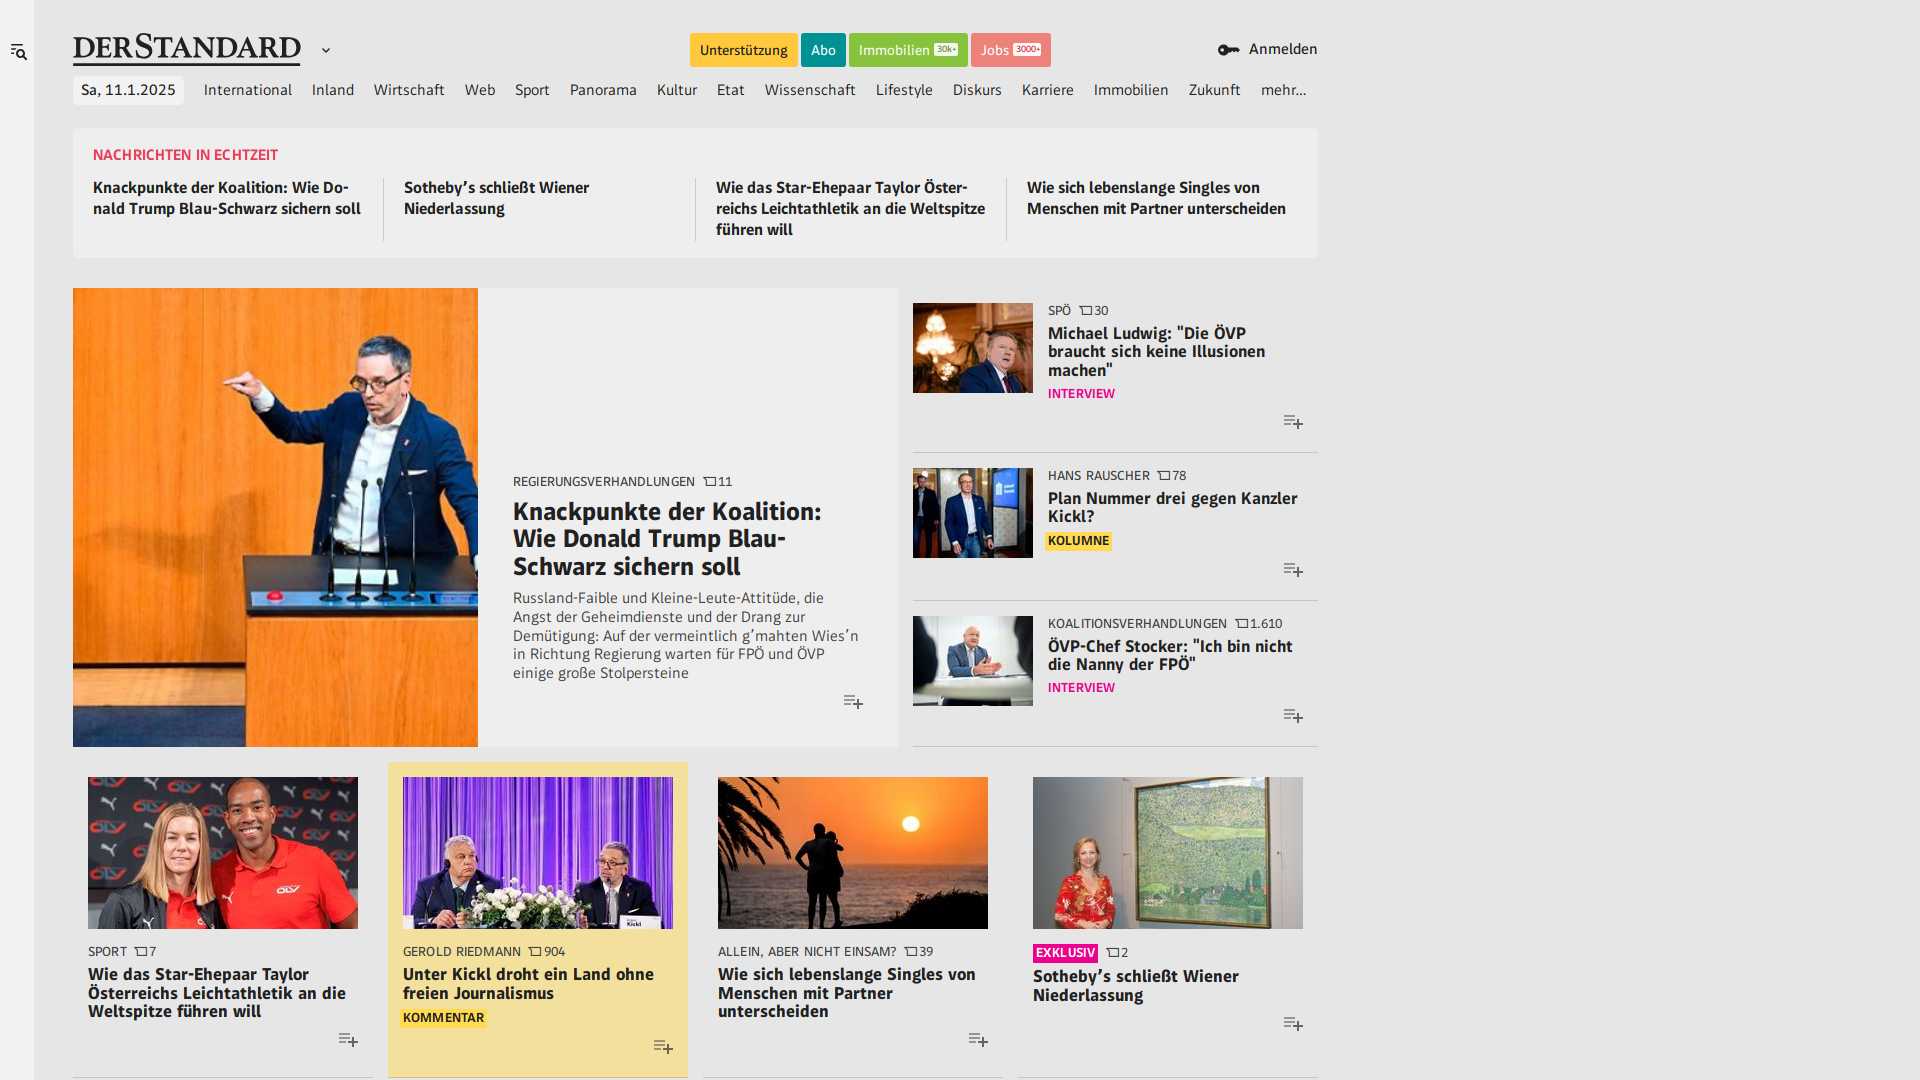 DERSTANDARD
Unterstützung
Abo
Immobilien 30k+
Jobs 3000+
Anmelden
Sa, 11.1.2025
International
Inland
Wirtschaft
Web
Sport
Panorama
Kultur
Etat
Wissenschaft
Lifestyle
Diskurs
Karriere
Immobilien
Zukunft
mehr…
NACHRICHTEN IN ECHTZEIT
Knackpunkte der Koalition: Wie Do-
nald Trump Blau-Schwarz sichern soll
Sotheby’s schließt Wiener
Niederlassung
Wie das Star-Ehepaar Taylor Öster-
reichs Leichtathletik an die Weltspitze
führen will
Wie sich lebenslange Singles von
Menschen mit Partner unterscheiden
REGIERUNGSVERHANDLUNGEN 11
Knackpunkte der Koalition:
Wie Donald Trump Blau-
Schwarz sichern soll
Russland-Faible und Kleine-Leute-Attitüde, die
Angst der Geheimdienste und der Drang zur
Demütigung: Auf der vermeintlich g’mahten Wies’n
in Richtung Regierung warten für FPÖ und ÖVP
einige große Stolpersteine
SPÖ 30
Michael Ludwig: "Die ÖVP
braucht sich keine Illusionen
machen"
INTERVIEW
HANS RAUSCHER 78
Plan Nummer drei gegen Kanzler
Kickl?
KOLUMNE
KOALITIONSVERHANDLUNGEN 1.610
ÖVP-Chef Stocker: "Ich bin nicht
die Nanny der FPÖ"
INTERVIEW
SPORT 7
Wie das Star-Ehepaar Taylor
Österreichs Leichtathletik an die
Weltspitze führen will
Kickl
GEROLD RIEDMANN 904
Unter Kickl droht ein Land ohne
freien Journalismus
KOMMENTAR
ALLEIN, ABER NICHT EINSAM? 39
Wie sich lebenslange Singles von
Menschen mit Partner
unterscheiden
EXKLUSIV 2
Sotheby’s schließt Wiener
Niederlassung